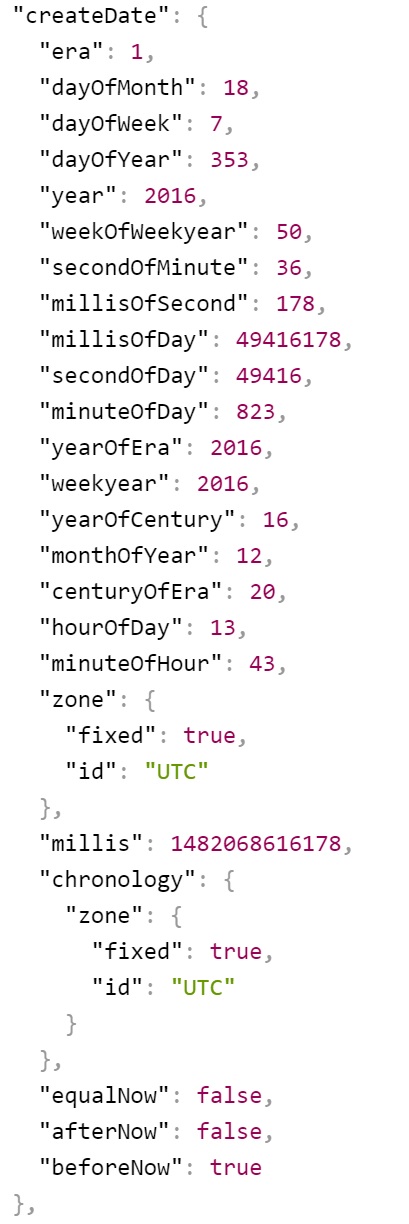 "createDate": {
"era": 1,
"dayOfMonth": 18,
"dayOfWeek": 7,
"dayOfYear": 353,
"year": 2016,
"weekOfWeekyear": 50,
"secondOfMinute": 36,
"millisOfSecond": 178,
"millisOfDay": 49416178,
"secondOfDay": 49416,
"minuteOfDay": 823,
"yearOfEra": 2016,
"weekyear": 2016,
"yearOfCentury": 16,
"monthOfYear": 12,
"centuryOfEra": 20,
"hourOfDay": 13,
"minuteOfHour": 43,
"zone": {
"fixed": true,
"id": "UTC"
},
"millis": 1482068616178,
"chronology": {
"zone": {
"fixed": true,
"id": "UTC"
}
},
"equalNow": false,
"afterNow": false,
"beforeNow": true
},